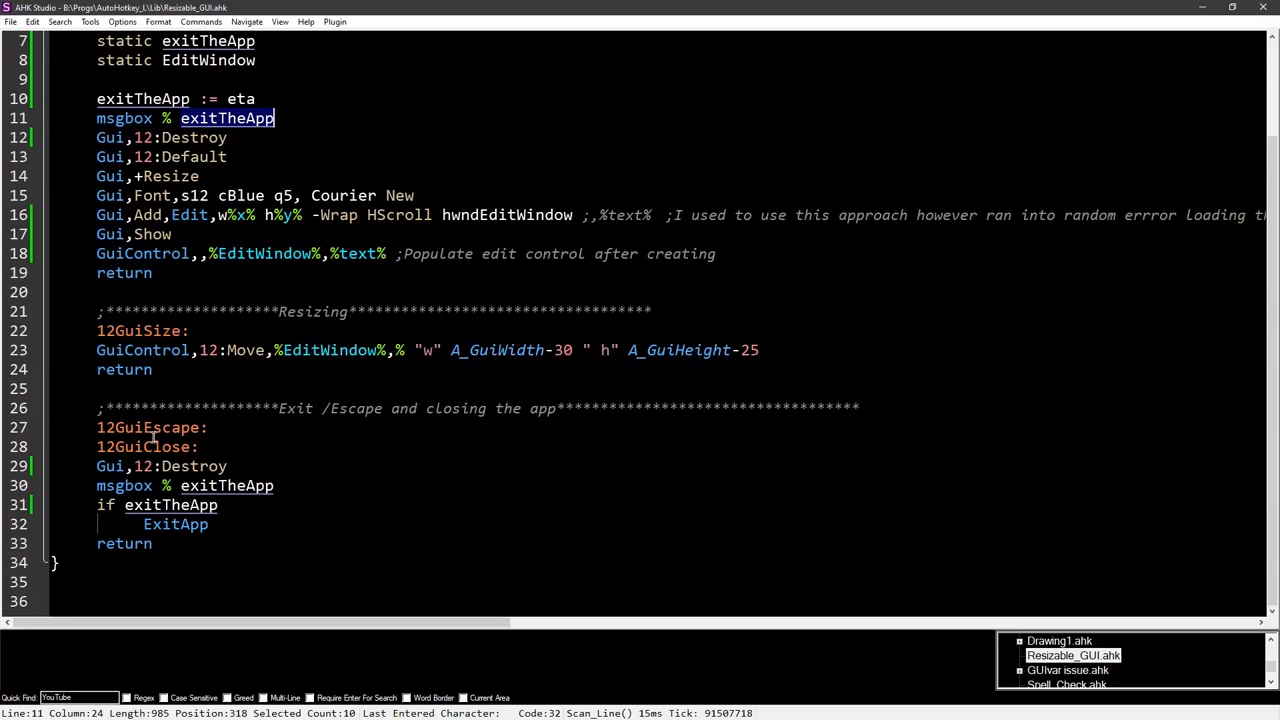 AHK Studio - B:\Progs\AutoHotkey_L\Lib\Resizable_GUI.ahk
File Edit Search Tools Options Format Commands Navigate View Help Plugin
7 static exitTheApp
8 static EditWindow
9
10 exitTheApp := eta
11 msgbox % exitTheApp
12 Gui,12:Destroy
13 Gui,12:Default
14 Gui,+Resize
15 Gui,Font,s12 cBlue q5, Courier New
16 Gui,Add,Edit,w%x% h%y% -Wrap HScroll hwndEditWindow ;,%text% ;I used to use this approach however ran into random errror loading th
17 Gui,Show
18 GuiControl,,%EditWindow%,%text% ;Populate edit control after creating
19 return
20
21 ;********************Resizing***********************************
22 12GuiSize:
23 GuiControl,12:Move,%EditWindow%,% "w" A_GuiWidth-30 " h" A_GuiHeight-25
24 return
25
26 ;********************Exit /Escape and closing the app***********************************
27 12GuiEscape:
28 12GuiClose:
29 Gui,12:Destroy
30 msgbox % exitTheApp
31 if exitTheApp
32 ExitApp
33 return
34 }
35
36
Drawing1.ahk
Resizable_GUI.ahk
GUIvar issue.ahk
Spell_Check.ahk
Quick Find: YouTube Regex Case Sensitive Greed Multi-Line Require Enter For Search Word Border Current Area
Line:11 Column:24 Length:985 Position:318 Selected Count:10 Last Entered Character: Code:32 Scan_Line() 15ms Tick: 91507718